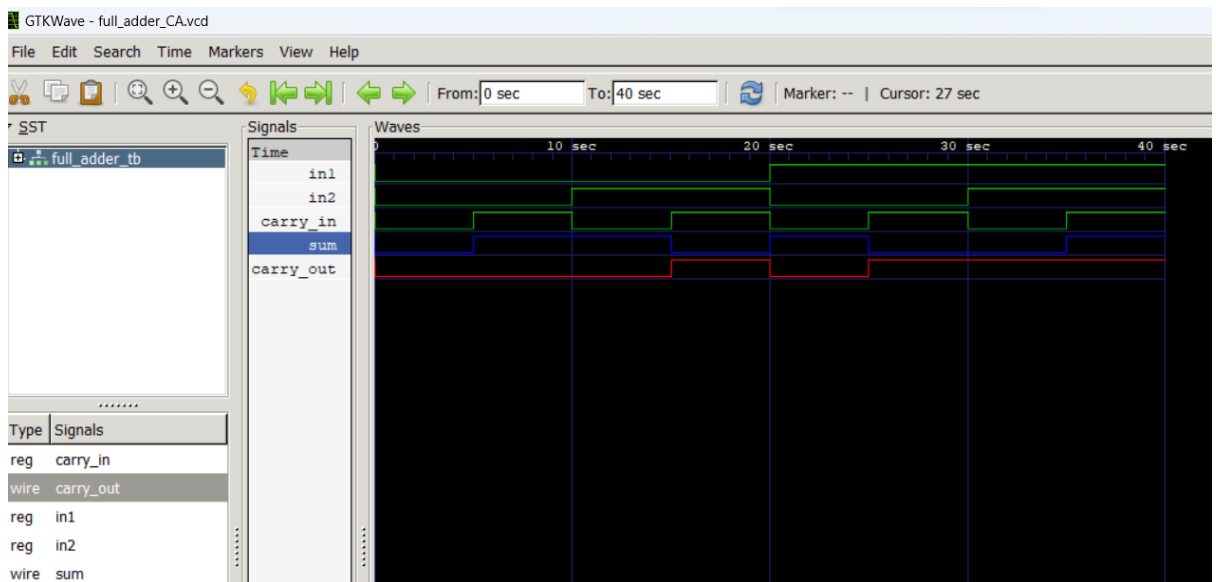 GTKWave - full_adder_CA.vcd
File Edit Search Time Markers View Help
From: 0 sec To: 40 sec Marker: -- | Cursor: 27 sec
SST
full_adder_tb
Type Signals
reg carry_in
wire carry_out
reg in1
reg in2
wire sum
Signals
Time
in1
in2
carry_in
sum
carry_out
Waves
0 10 sec 20 sec 30 sec 40 sec